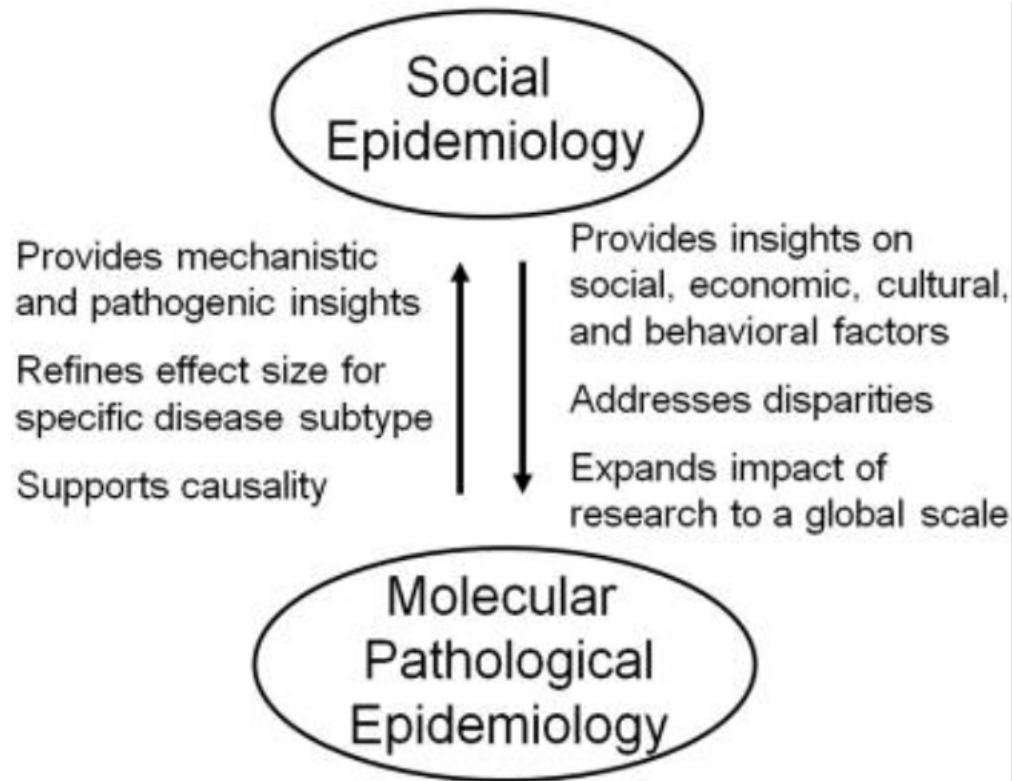 Social
Epidemiology
Provides mechanistic
and pathogenic insights
Refines effect size for
specific disease subtype
Supports causality
Provides insights on
social, economic, cultural,
and behavioral factors
Addresses disparities
Expands impact of
research to a global scale
Molecular
Pathological
Epidemiology